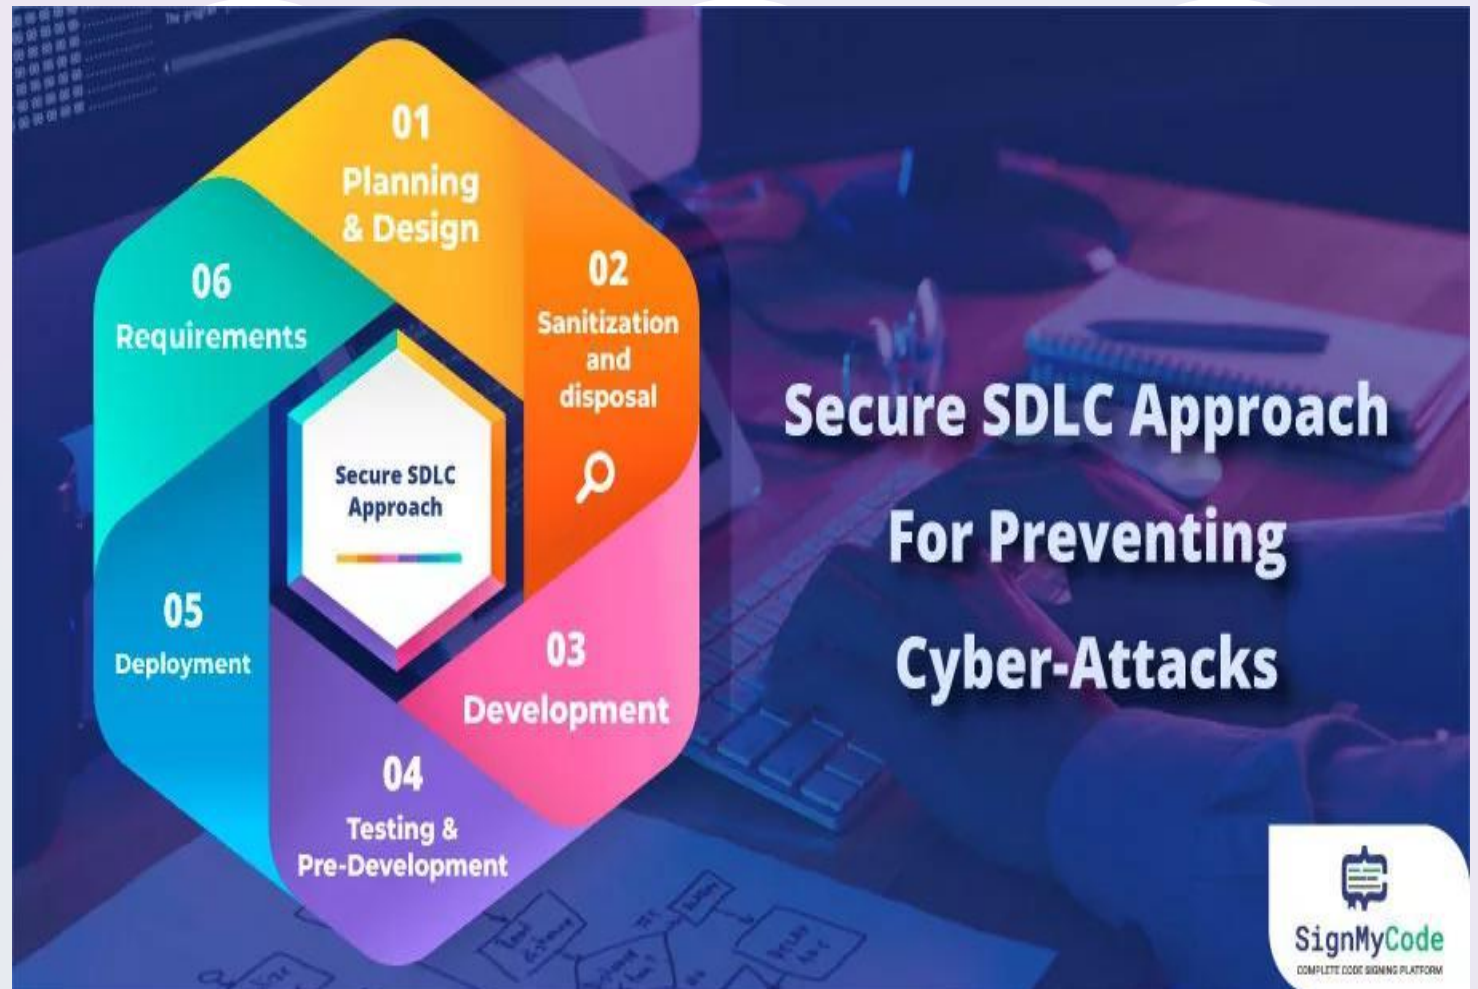 01
Planning
& Design
02
Sanitization
and
disposal
03
Development
04
Testing &
Pre-Development
05
Deployment
06
Requirements
Secure SDLC
Approach
Secure SDLC Approach
For Preventing
Cyber-Attacks
SignMyCode
COMPLETE CODE SIGNING PLATFORM